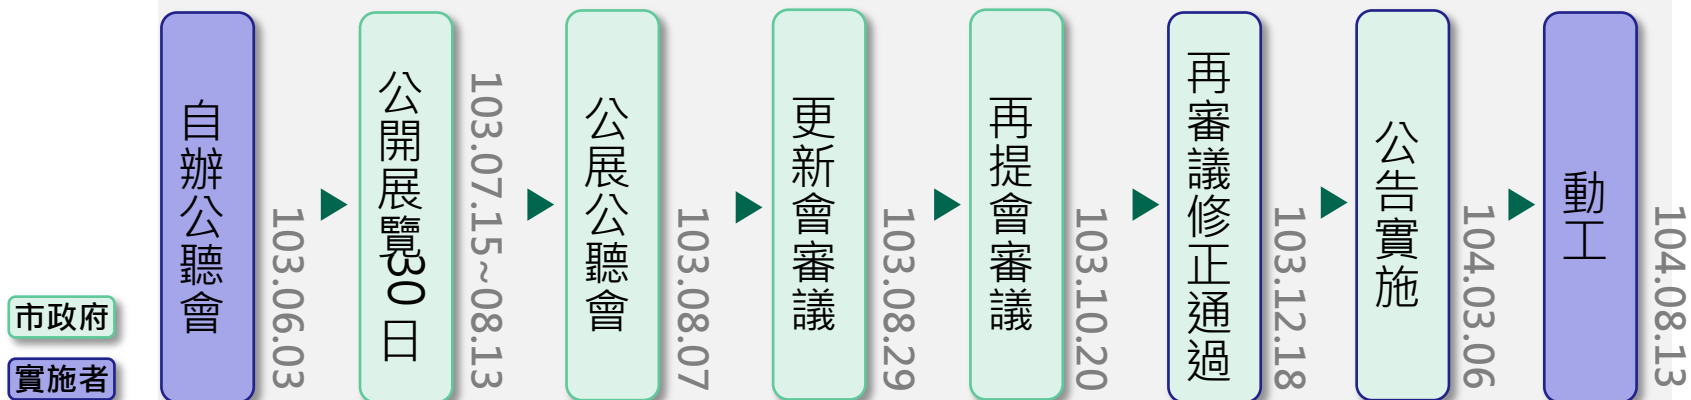 自辦公聽會
103.06.03
公開展覽30日
103.07.15~08.13
公展公聽會
103.08.07
更新會審議
103.08.29
再提會審議
103.10.20
再審議修正通過
103.12.18
公告實施
104.03.06
動工
104.08.13
市政府
實施者